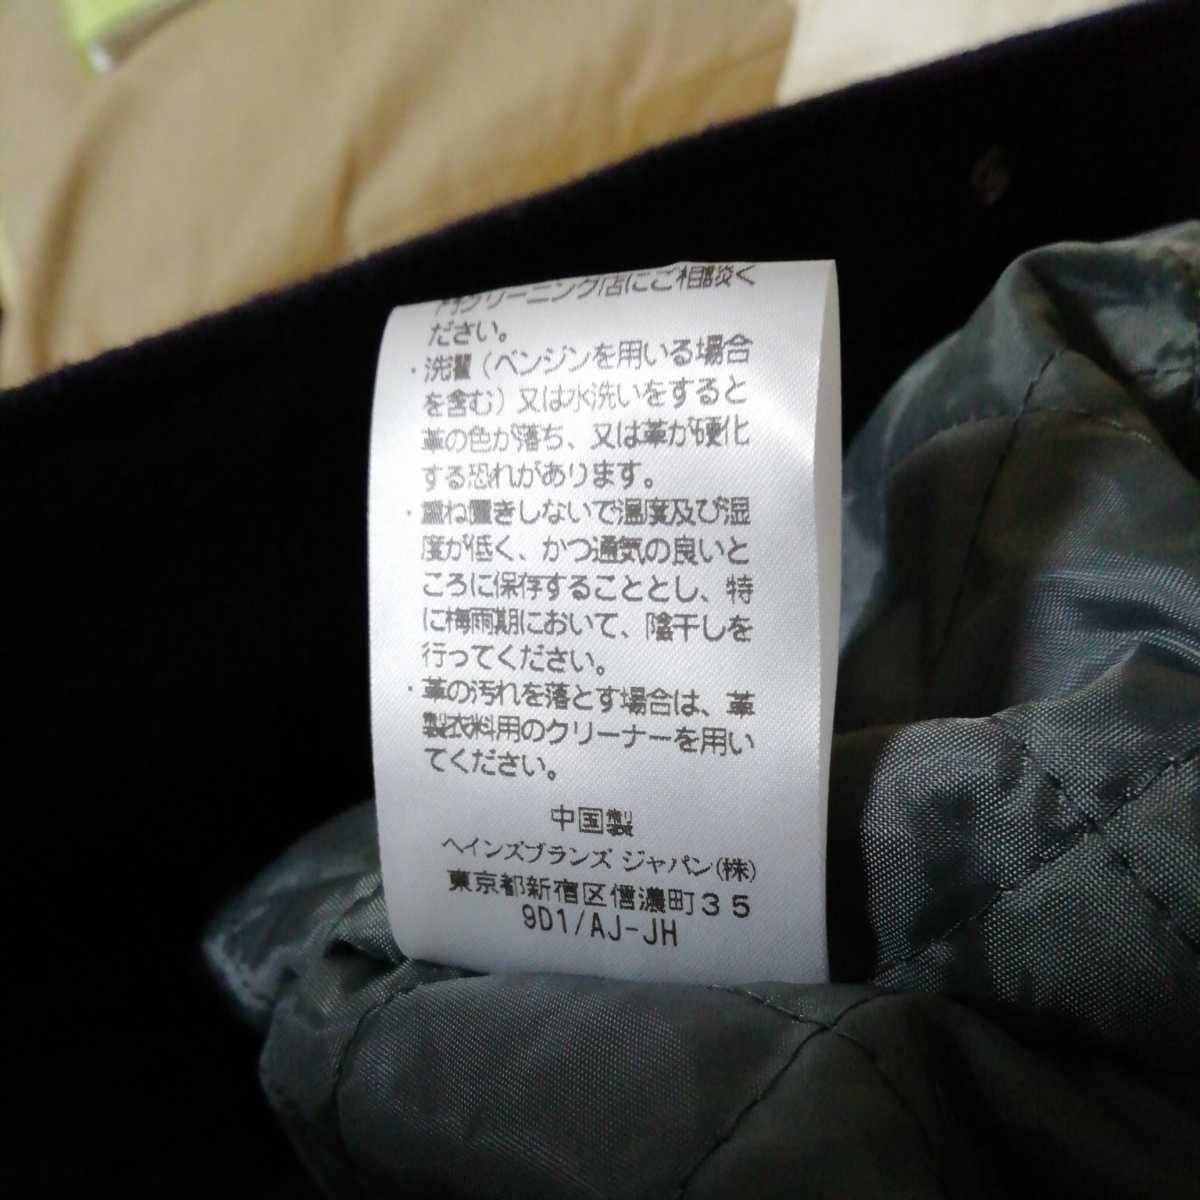 門クリーニング店にご相談く
ださい。
・洗濯（ベンジンを用いる場合
を含む）又は水洗いをすると
革の色が落ち、又は革が硬化
する恐れがあります。
・重ね置きしないで温度及び湿
度が低く、かつ通気の良いと
ころに保存することとし、特
に梅雨期において、陰干しを
行ってください。
・革の汚れを落とす場合は、革
製衣料用のクリーナーを用い
てください。
中国製
ヘインズブランズ ジャパン(株)
東京都新宿区信濃町３５
9D1/AJ-JH